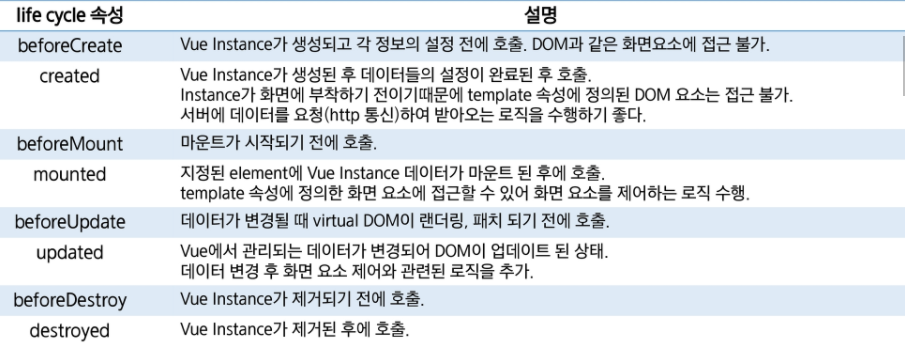 life cycle 속성 설명
beforeCreate Vue Instance가 생성되고 각 정보의 설정 전에 호출. DOM과 같은 화면요소에 접근 불가.
created Vue Instance가 생성된 후 데이터들의 설정이 완료된 후 호출.
Instance가 화면에 부착하기 전이기때문에 template 속성에 정의된 DOM 요소는 접근 불가.
서버에 데이터를 요청(http 통신)하여 받아오는 로직을 수행하기 좋다.
beforeMount 마운트가 시작되기 전에 호출.
mounted 지정된 element에 Vue Instance 데이터가 마운트 된 후에 호출.
template 속성에 정의한 화면 요소에 접근할 수 있어 화면 요소를 제어하는 로직 수행.
beforeUpdate 데이터가 변경될 때 virtual DOM이 랜더링, 패치 되기 전에 호출.
updated Vue에서 관리되는 데이터가 변경되어 DOM이 업데이트 된 상태.
데이터 변경 후 화면 요소 제어와 관련된 로직을 추가.
beforeDestroy Vue Instance가 제거되기 전에 호출.
destroyed Vue Instance가 제거된 후에 호출.